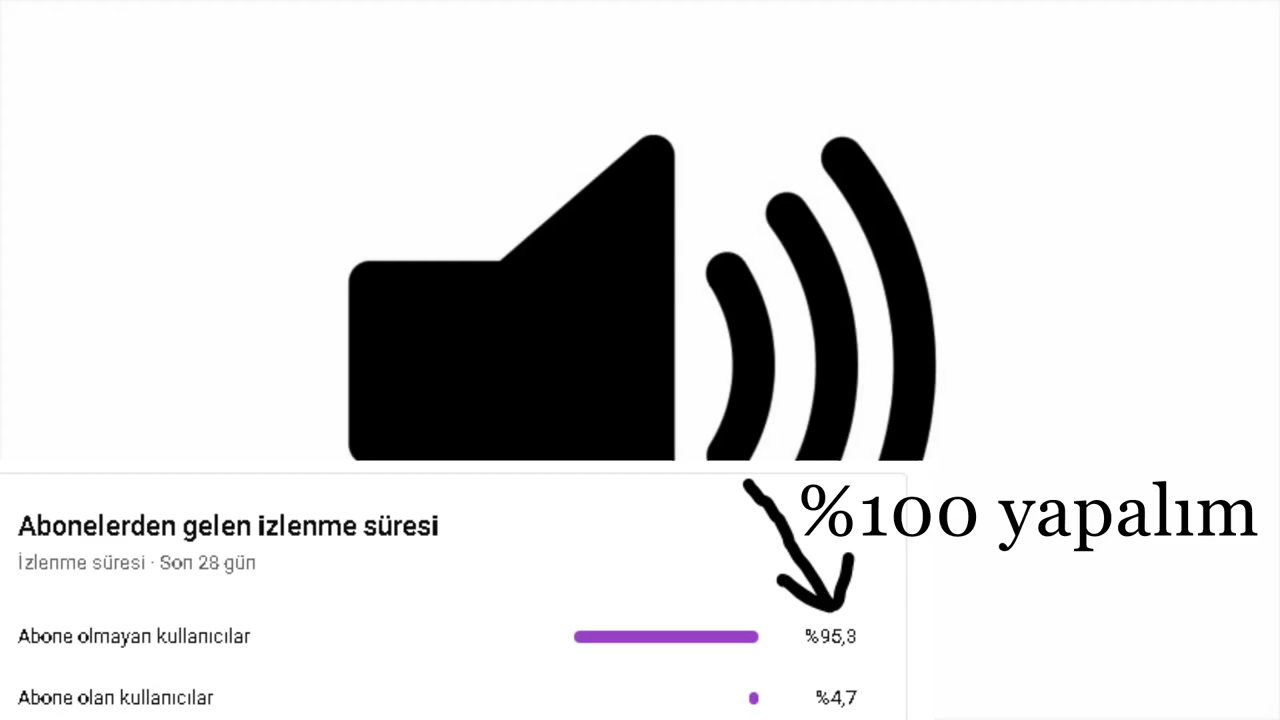 %100 yapalım
Abonelerden gelen izlenme süresi
İzlenme süresi · Son 28 gün
Abone olmayan kullanıcılar %95,3
Abone olan kullanıcılar %4,7